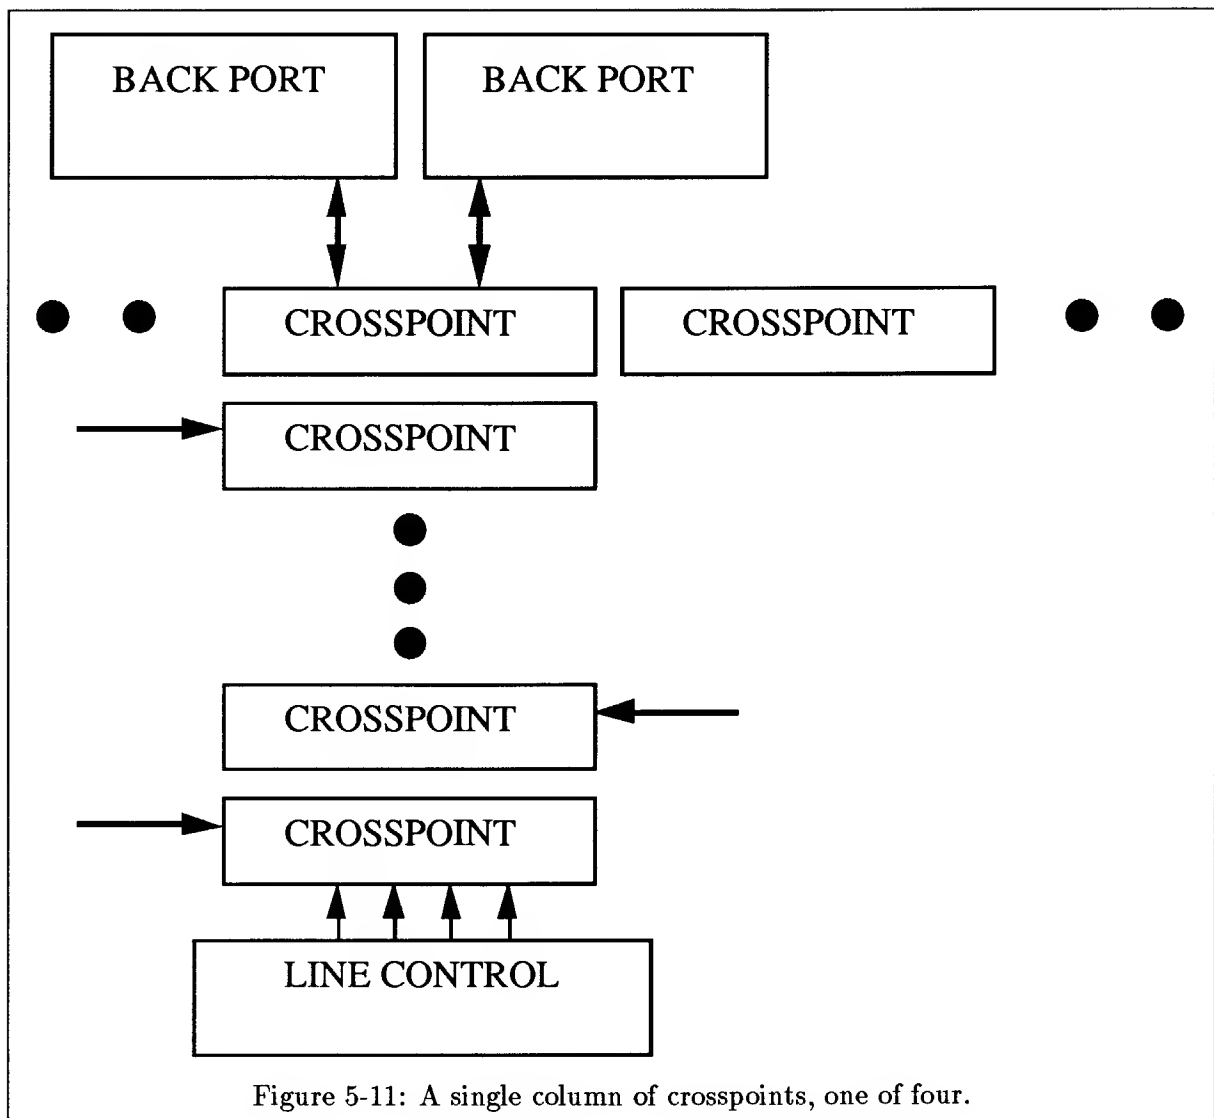 BACK PORT BACK PORT
CROSSPOINT CROSSPOINT
CROSSPOINT
CROSSPOINT
CROSSPOINT
LINE CONTROL
Figure 5-11: A single column of crosspoints, one of four.